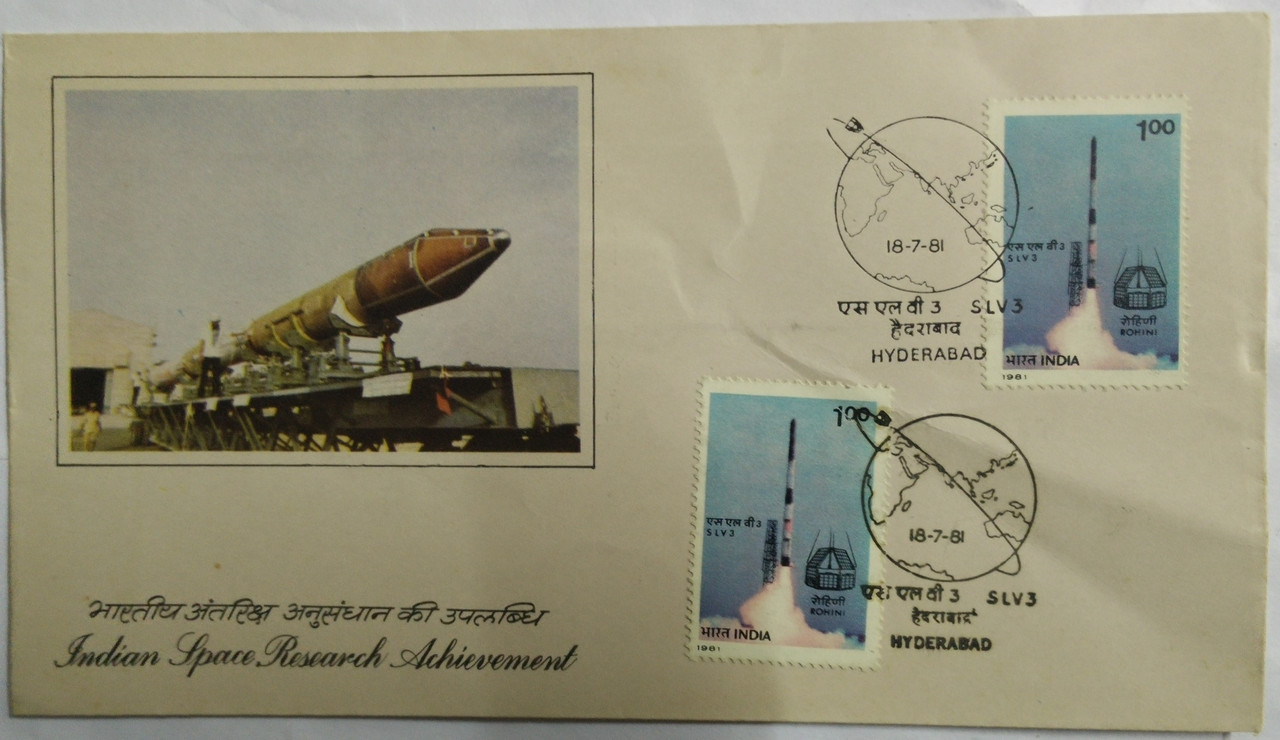 भारतीय अंतरिक्ष अनुसंधान की उपलब्धि
Indian Space Research Achievement
1.00
एस एल वी 3
SLV3
रोहिणी
ROHINI
भारत INDIA
1981
18-7-81
एस एल वी 3 SLV3
हैदराबाद
HYDERABAD
1.00
एस एल वी 3
SLV3
रोहिणी
ROHINI
भारत INDIA
1981
18-7-81
एस एल वी 3 SLV3
हैदराबाद
HYDERABAD